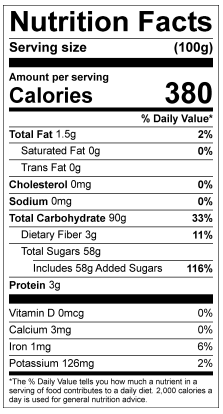 Nutrition Facts
Serving size (100g)
Amount per serving
Calories 380
% Daily Value*
Total Fat 1.5g 2%
Saturated Fat 0g 0%
Trans Fat 0g
Cholesterol 0mg 0%
Sodium 0mg 0%
Total Carbohydrate 90g 33%
Dietary Fiber 3g 11%
Total Sugars 58g
Includes 58g Added Sugars 116%
Protein 3g
Vitamin D 0mcg 0%
Calcium 3mg 0%
Iron 1mg 6%
Potassium 126mg 2%
*The % Daily Value tells you how much a nutrient in a
serving of food contributes to a daily diet. 2,000 calories a
day is used for general nutrition advice.